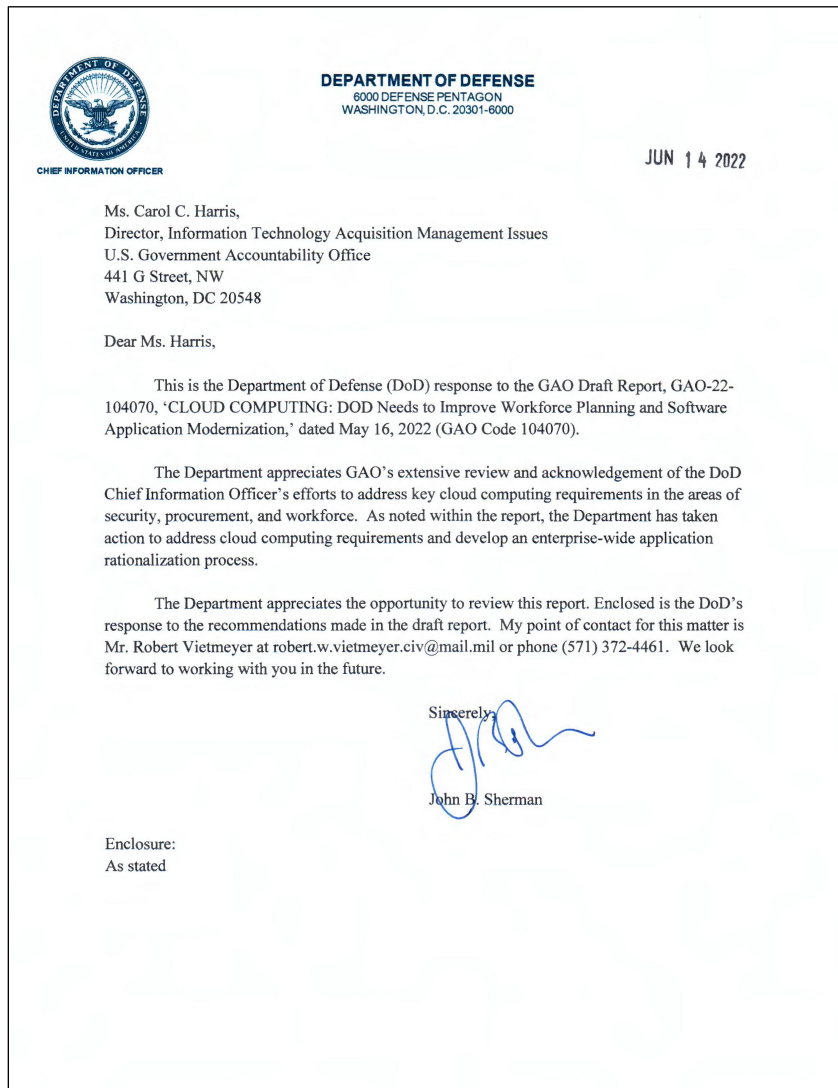 DEPARTMENT OF DEFENSE
UNITED STATES OF AMERICA
CHIEF INFORMATION OFFICER
DEPARTMENT OF DEFENSE
6000 DEFENSE PENTAGON
WASHINGTON, D.C. 20301-6000
JUN 14 2022
Ms. Carol C. Harris,
Director, Information Technology Acquisition Management Issues
U.S. Government Accountability Office
441 G Street, NW
Washington, DC 20548
Dear Ms. Harris,
This is the Department of Defense (DoD) response to the GAO Draft Report, GAO-22-
104070, ‘CLOUD COMPUTING: DOD Needs to Improve Workforce Planning and Software
Application Modernization,’ dated May 16, 2022 (GAO Code 104070).
The Department appreciates GAO’s extensive review and acknowledgement of the DoD
Chief Information Officer’s efforts to address key cloud computing requirements in the areas of
security, procurement, and workforce.  As noted within the report, the Department has taken
action to address cloud computing requirements and develop an enterprise-wide application
rationalization process.
The Department appreciates the opportunity to review this report. Enclosed is the DoD’s
response to the recommendations made in the draft report.  My point of contact for this matter is
Mr. Robert Vietmeyer at robert.w.vietmeyer.civ@mail.mil or phone (571) 372-4461.  We look
forward to working with you in the future.
Sincerely,
John B. Sherman
Enclosure:
As stated